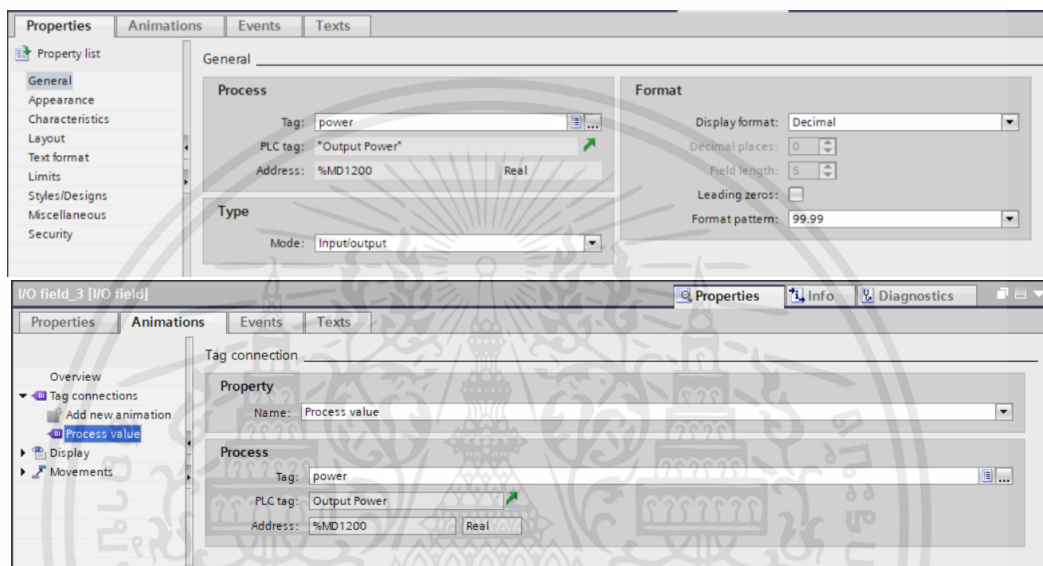 Properties Animations Events Texts
Property list
General
Appearance
Characteristics
Layout
Text format
Limits
Styles/Designs
Miscellaneous
Security
General
Process
Tag: power ...
PLC tag: "Output Power"
Address: %MD1200 Real
Type
Mode: Input/output
Format
Display format: Decimal
Decimal places: 0
Field length: 5
Leading zeros:
Format pattern: 99.99
I/O field_3 [I/O field]
Properties Info Diagnostics
Properties Animations Events Texts
Overview
Tag connections
Add new animation
Process value
Display
Movements
Tag connection
Property
Name: Process value
Process
Tag: power ...
PLC tag: Output Power
Address: %MD1200 Real